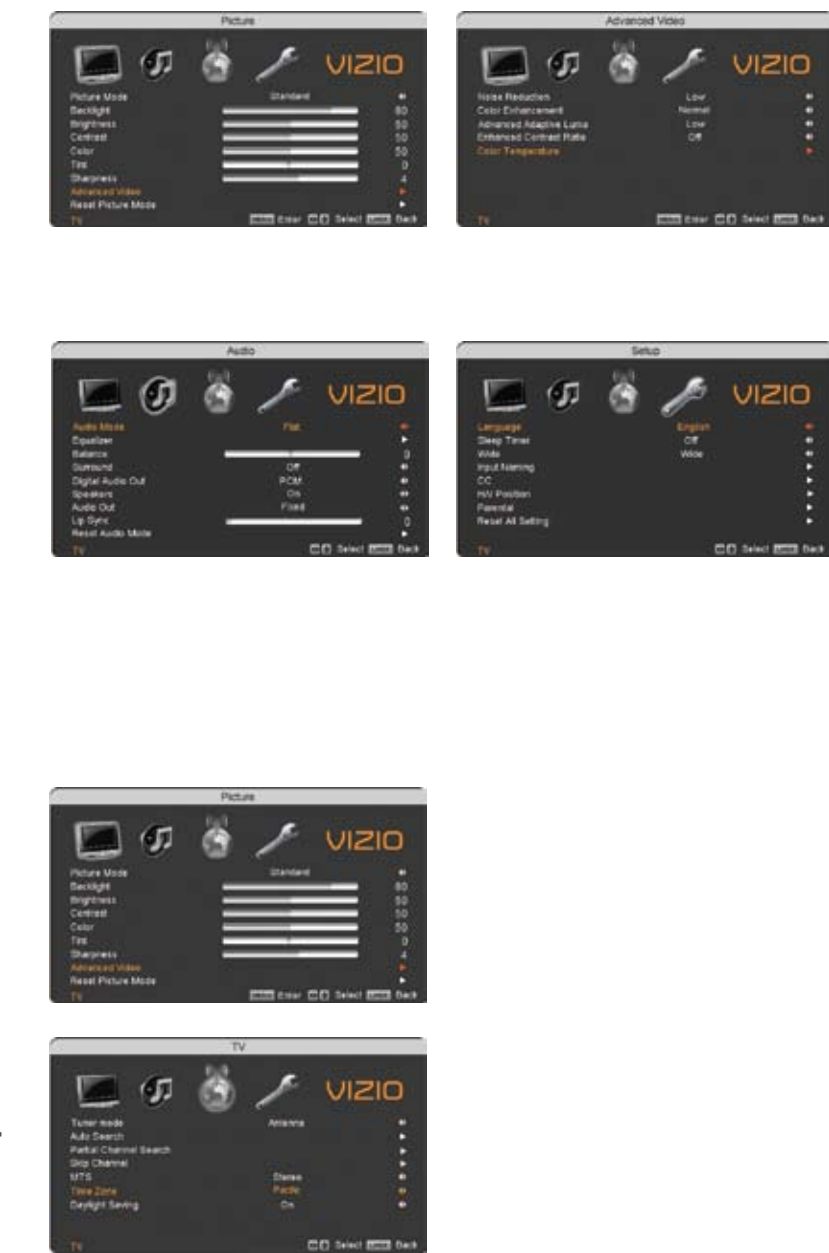 Picture
VIZIO
Picture Mode Standard
Backlight 80
Brightness 50
Contrast 50
Color 50
Tint 0
Sharpness 4
Advanced Video
Reset Picture Mode
TV MENU Enter Select Back
Advanced Video
VIZIO
Noise Reduction Low
Color Enhancement Normal
Advanced Adaptive Luma Low
Enhanced Contrast Ratio Off
Color Temperature
TV MENU Enter Select Back
Audio
VIZIO
Audio Mode Flat
Equalizer
Balance 0
Surround Off
Digital Audio Out PCM
Speakers On
Audio Out Fixed
Lip Sync 0
Reset Audio Mode
TV Select Back
Setup
VIZIO
Language English
Sleep Timer Off
Wide Wide
Input Naming
CC
H/V Position
Parental
Reset All Setting
TV Select Back
Picture
VIZIO
Picture Mode Standard
Backlight 80
Brightness 50
Contrast 50
Color 50
Tint 0
Sharpness 4
Advanced Video
Reset Picture Mode
TV MENU Enter Select Back
TV
VIZIO
Tuner mode Antenna
Auto Search
Partial Channel Search
Skip Channel
MTS Stereo
Time Zone Pacific
Daylight Saving On
TV Select Back